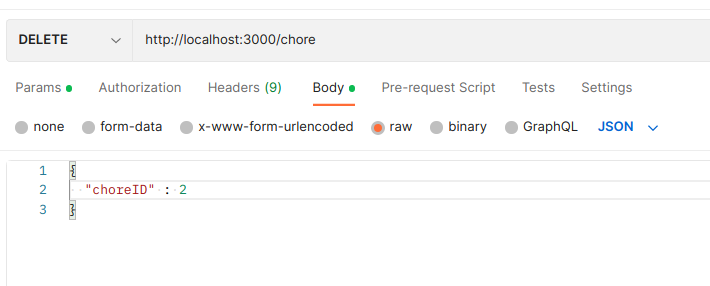 DELETE http://localhost:3000/chore
Params Authorization Headers (9) Body Pre-request Script Tests Settings
none form-data x-www-form-urlencoded raw binary GraphQL JSON
1 {
2 "choreID" : 2
3 }